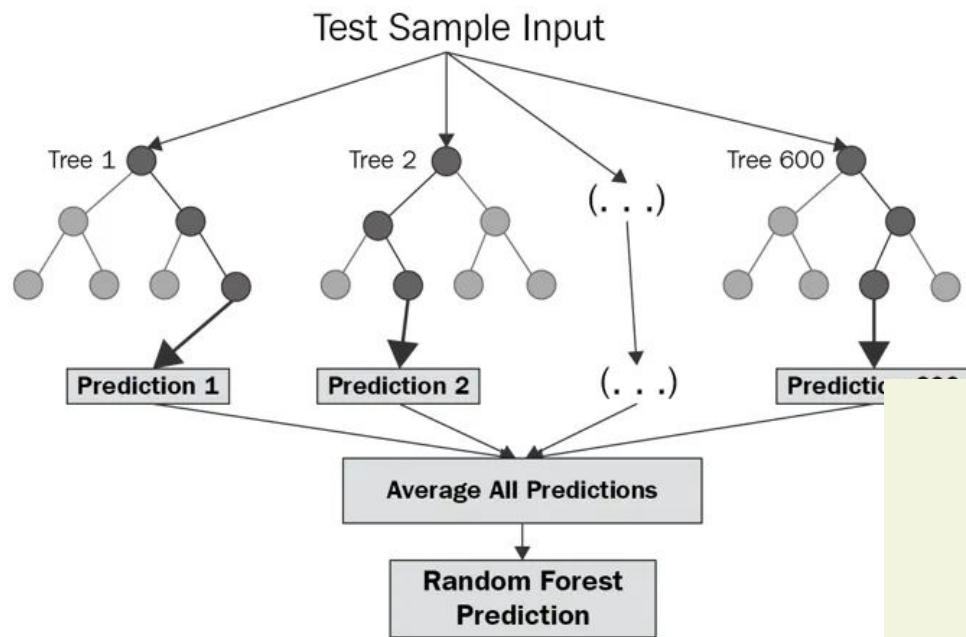 Test Sample Input
Tree 1
Tree 2
Tree 600
(. . .)
Prediction 1
Prediction 2
(. . .)
Prediction
Average All Predictions
Random Forest
Prediction